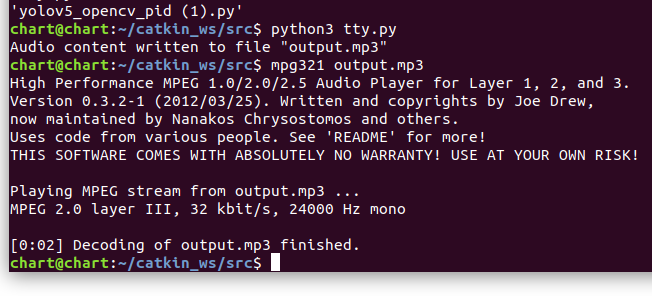 'yolov5_opencv_pid (1).py'
chart@chart:~/catkin_ws/src$ python3 tty.py
Audio content written to file "output.mp3"
chart@chart:~/catkin_ws/src$ mpg321 output.mp3
High Performance MPEG 1.0/2.0/2.5 Audio Player for Layer 1, 2, and 3.
Version 0.3.2-1 (2012/03/25). Written and copyrights by Joe Drew,
now maintained by Nanakos Chrysostomos and others.
Uses code from various people. See 'README' for more!
THIS SOFTWARE COMES WITH ABSOLUTELY NO WARRANTY! USE AT YOUR OWN RISK!
Playing MPEG stream from output.mp3 ...
MPEG 2.0 layer III, 32 kbit/s, 24000 Hz mono
[0:02] Decoding of output.mp3 finished.
chart@chart:~/catkin_ws/src$